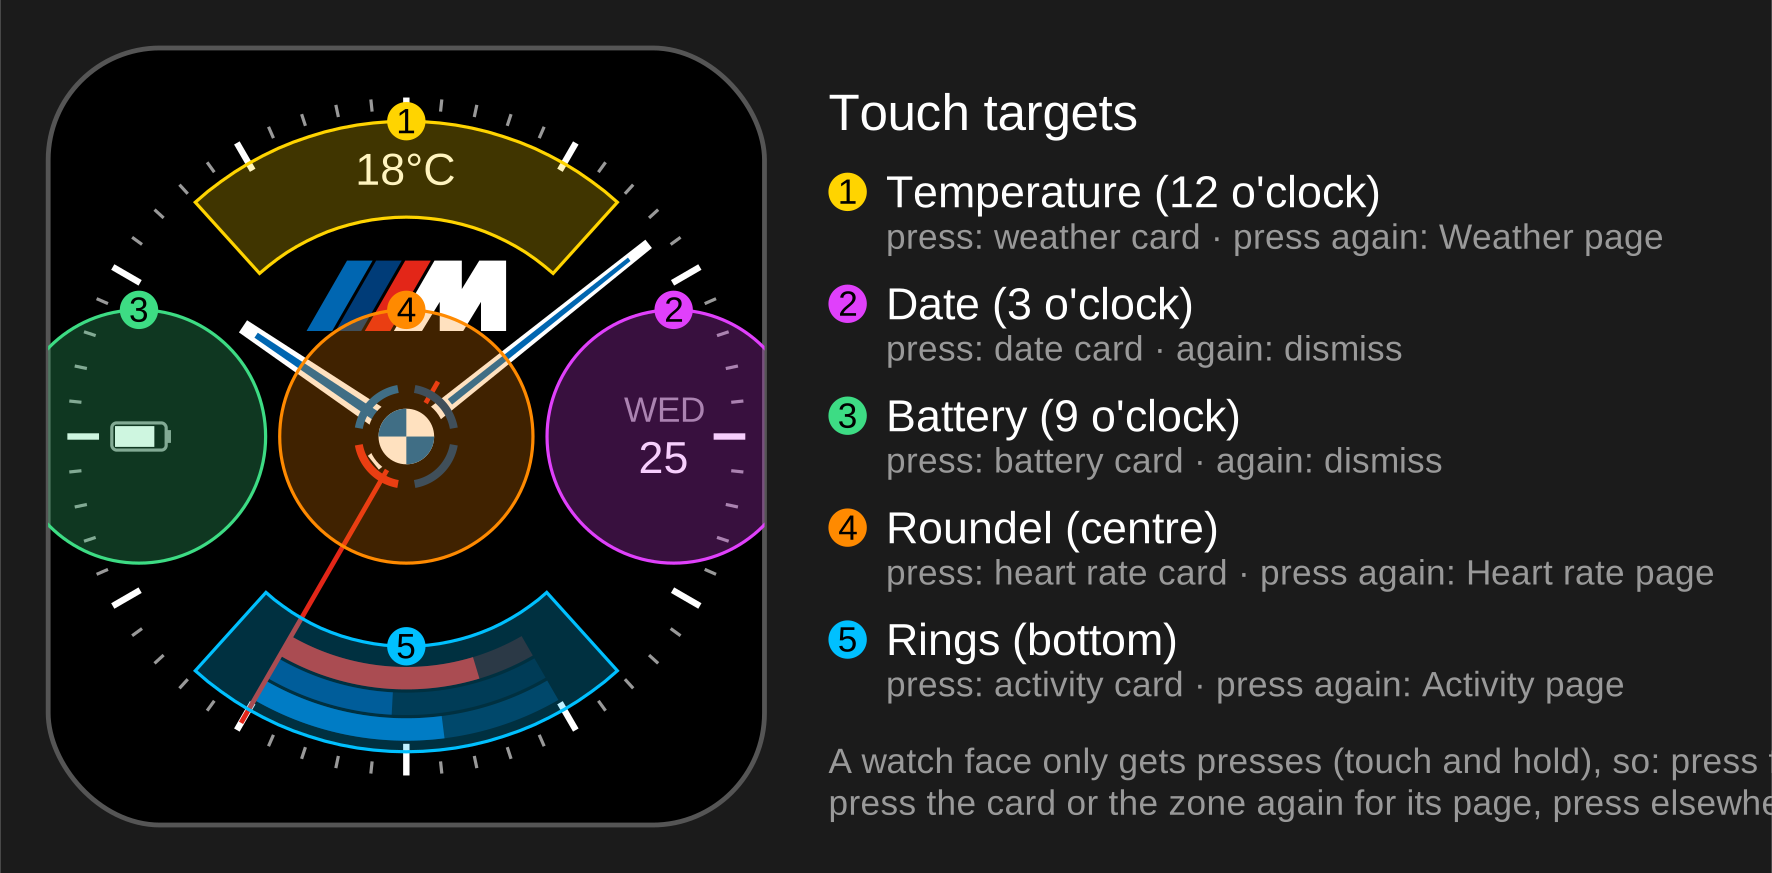 1
18°C
M
3
4
2
WED
25
5
Touch targets
1 Temperature (12 o'clock)
press: weather card · press again: Weather page
2 Date (3 o'clock)
press: date card · again: dismiss
3 Battery (9 o'clock)
press: battery card · again: dismiss
4 Roundel (centre)
press: heart rate card · press again: Heart rate page
5 Rings (bottom)
press: activity card · press again: Activity page
A watch face only gets presses (touch and hold), so: press
press the card or the zone again for its page, press